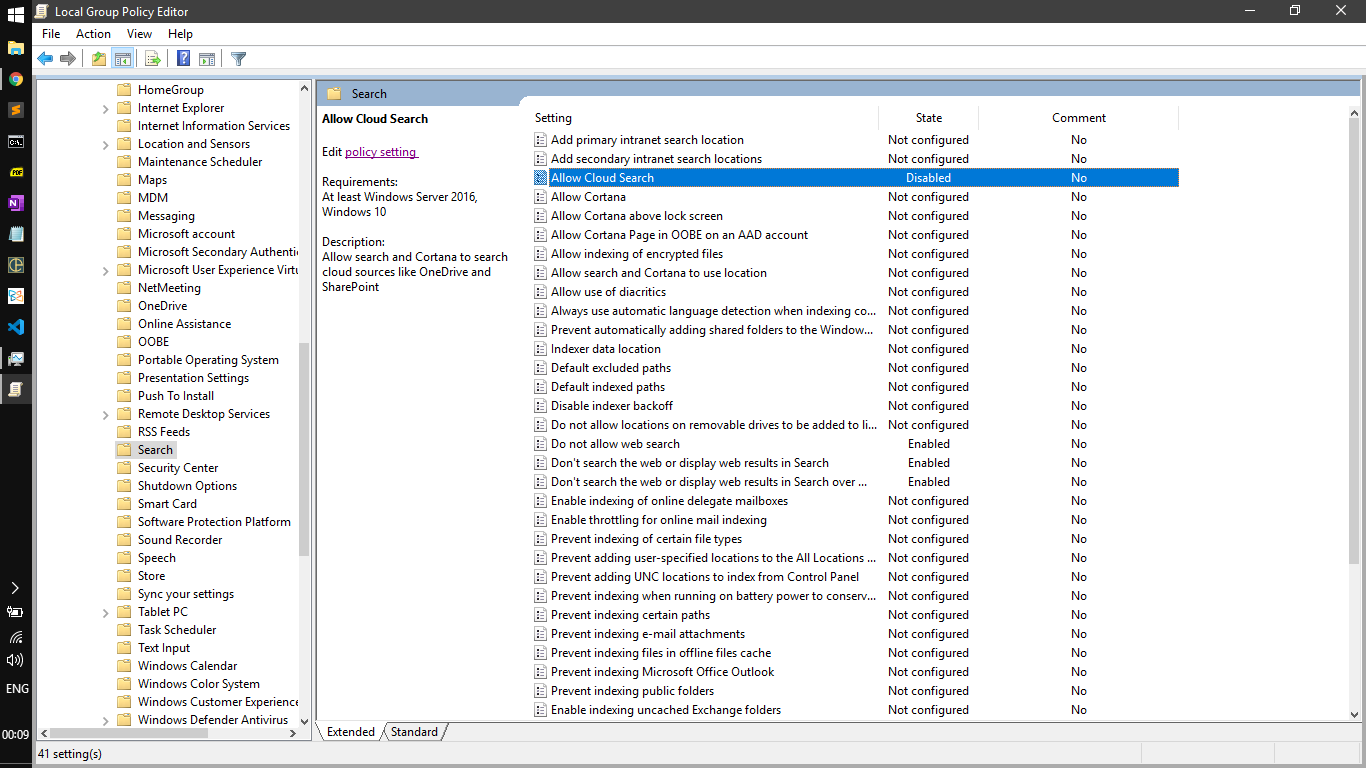 Local Group Policy Editor
File Action View Help
HomeGroup
Internet Explorer
Internet Information Services
Location and Sensors
Maintenance Scheduler
Maps
MDM
Messaging
Microsoft account
Microsoft Secondary Authenti
Microsoft User Experience Virtu
NetMeeting
OneDrive
Online Assistance
OOBE
Portable Operating System
Presentation Settings
Push To Install
Remote Desktop Services
RSS Feeds
Search
Security Center
Shutdown Options
Smart Card
Software Protection Platform
Sound Recorder
Speech
Store
Sync your settings
Tablet PC
Task Scheduler
Text Input
Windows Calendar
Windows Color System
Windows Customer Experience
Windows Defender Antivirus
Search
Allow Cloud Search
Edit policy setting
Requirements:
At least Windows Server 2016,
Windows 10
Description:
Allow search and Cortana to search
cloud sources like OneDrive and
SharePoint
Setting State Comment
Add primary intranet search location Not configured No
Add secondary intranet search locations Not configured No
Allow Cloud Search Disabled No
Allow Cortana Not configured No
Allow Cortana above lock screen Not configured No
Allow Cortana Page in OOBE on an AAD account Not configured No
Allow indexing of encrypted files Not configured No
Allow search and Cortana to use location Not configured No
Allow use of diacritics Not configured No
Always use automatic language detection when indexing co... Not configured No
Prevent automatically adding shared folders to the Window... Not configured No
Indexer data location Not configured No
Default excluded paths Not configured No
Default indexed paths Not configured No
Disable indexer backoff Not configured No
Do not allow locations on removable drives to be added to li... Not configured No
Do not allow web search Enabled No
Don't search the web or display web results in Search Enabled No
Don't search the web or display web results in Search over ... Enabled No
Enable indexing of online delegate mailboxes Not configured No
Enable throttling for online mail indexing Not configured No
Prevent indexing of certain file types Not configured No
Prevent adding user-specified locations to the All Locations ... Not configured No
Prevent adding UNC locations to index from Control Panel Not configured No
Prevent indexing when running on battery power to conserv... Not configured No
Prevent indexing certain paths Not configured No
Prevent indexing e-mail attachments Not configured No
Prevent indexing files in offline files cache Not configured No
Prevent indexing Microsoft Office Outlook Not configured No
Prevent indexing public folders Not configured No
Enable indexing uncached Exchange folders Not configured No
Extended Standard
41 setting(s)
ENG
00:09